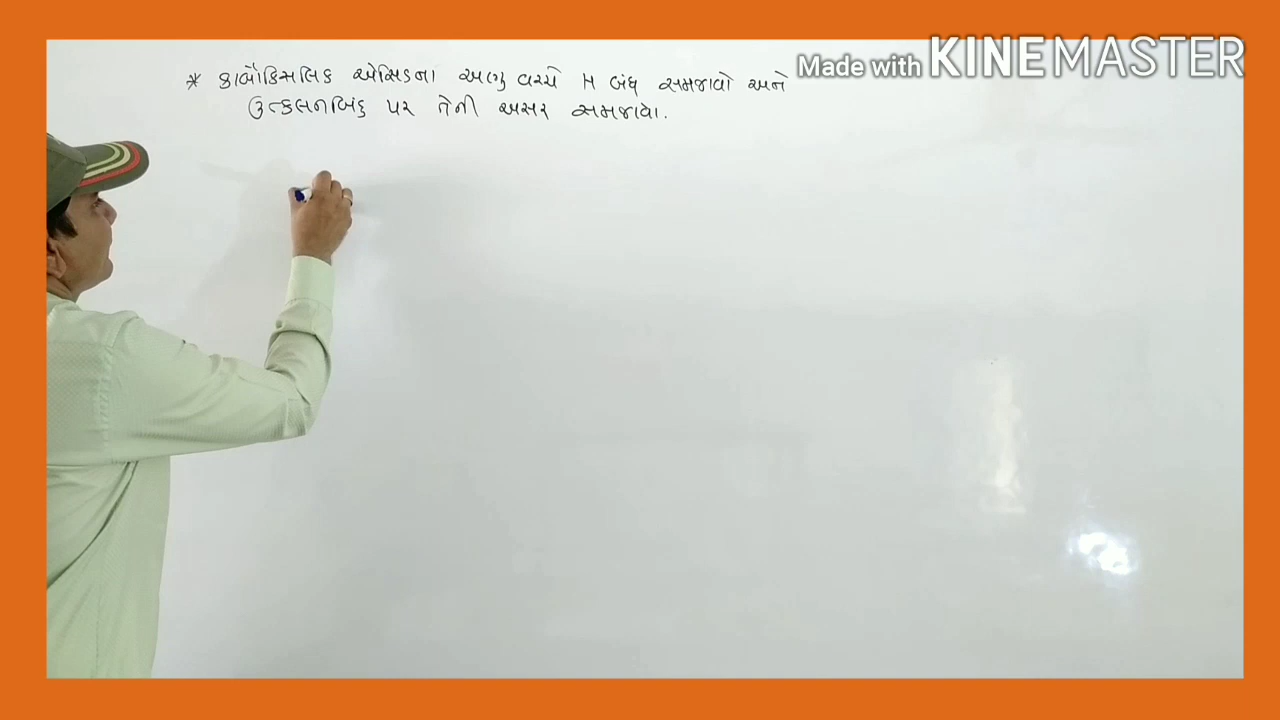 Made with KINEMASTER
* કાર્બોક્સિલિક એસિડના અણુ વચ્ચે H બંધ સમજાવો અને
ઉત્કલનબિંદુ પર તેની અસર સમજાવો.